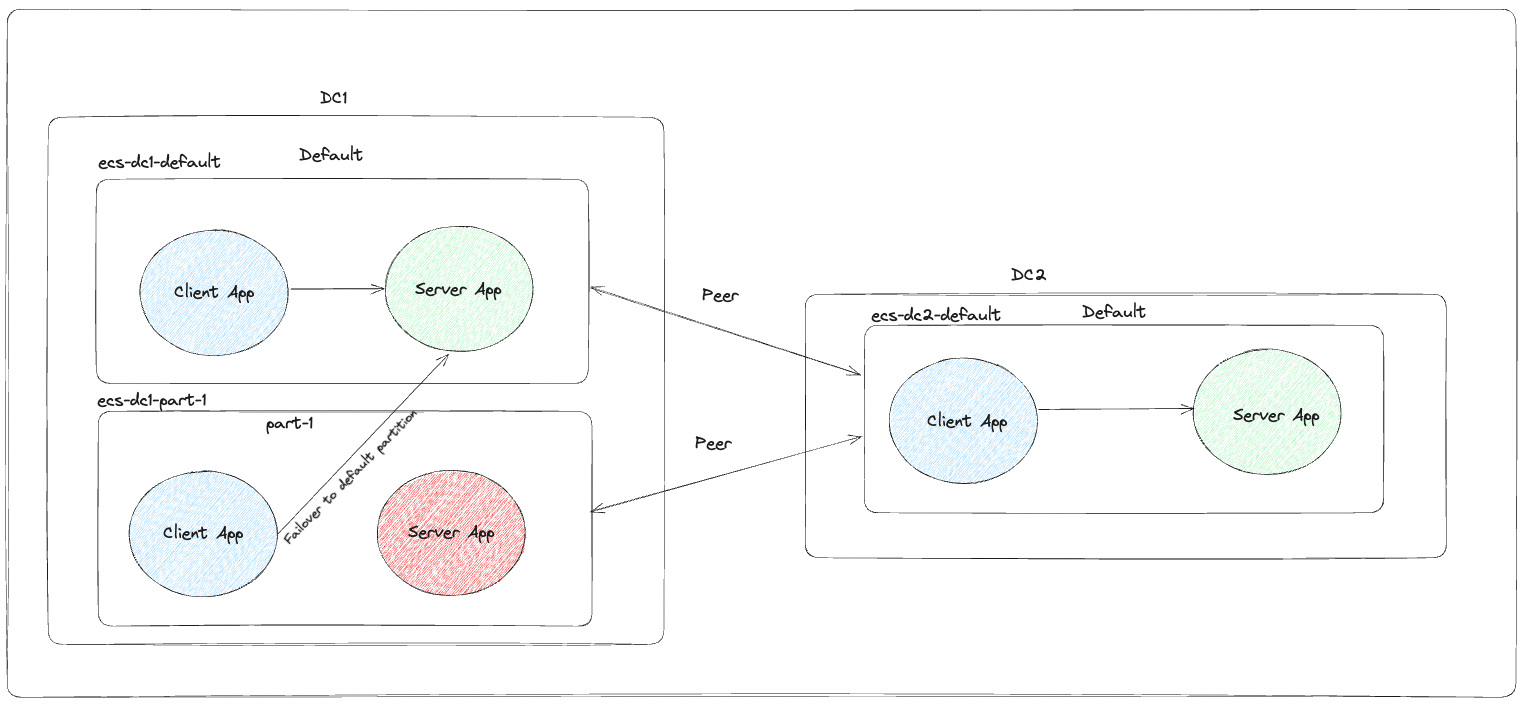 DC1
ecs-dc1-default
Default
Client App
Server App
ecs-dc1-part-1
part-1
Failover to default partition
Client App
Server App
Peer
Peer
DC2
ecs-dc2-default
Default
Client App
Server App